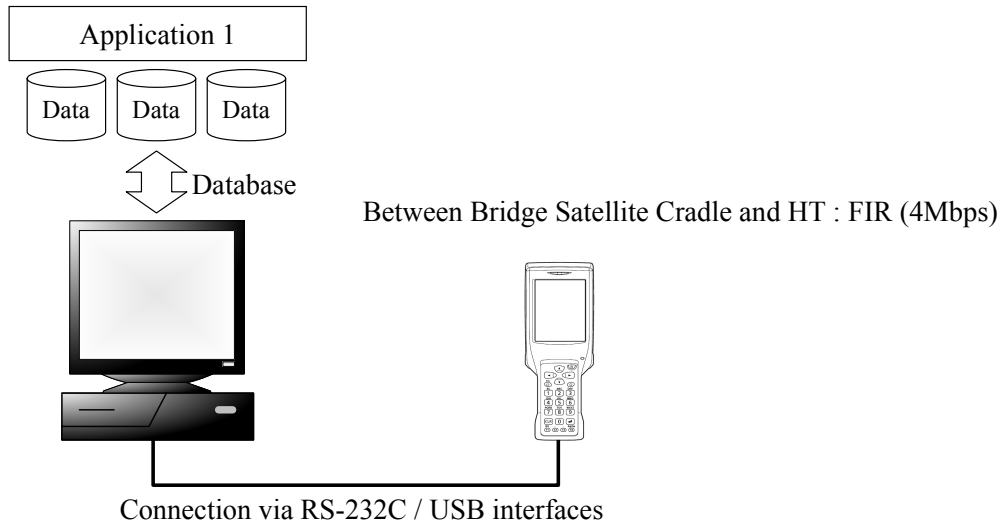 Application 1
Data Data Data
Database
Between Bridge Satellite Cradle and HT : FIR (4Mbps)
Connection via RS-232C / USB interfaces